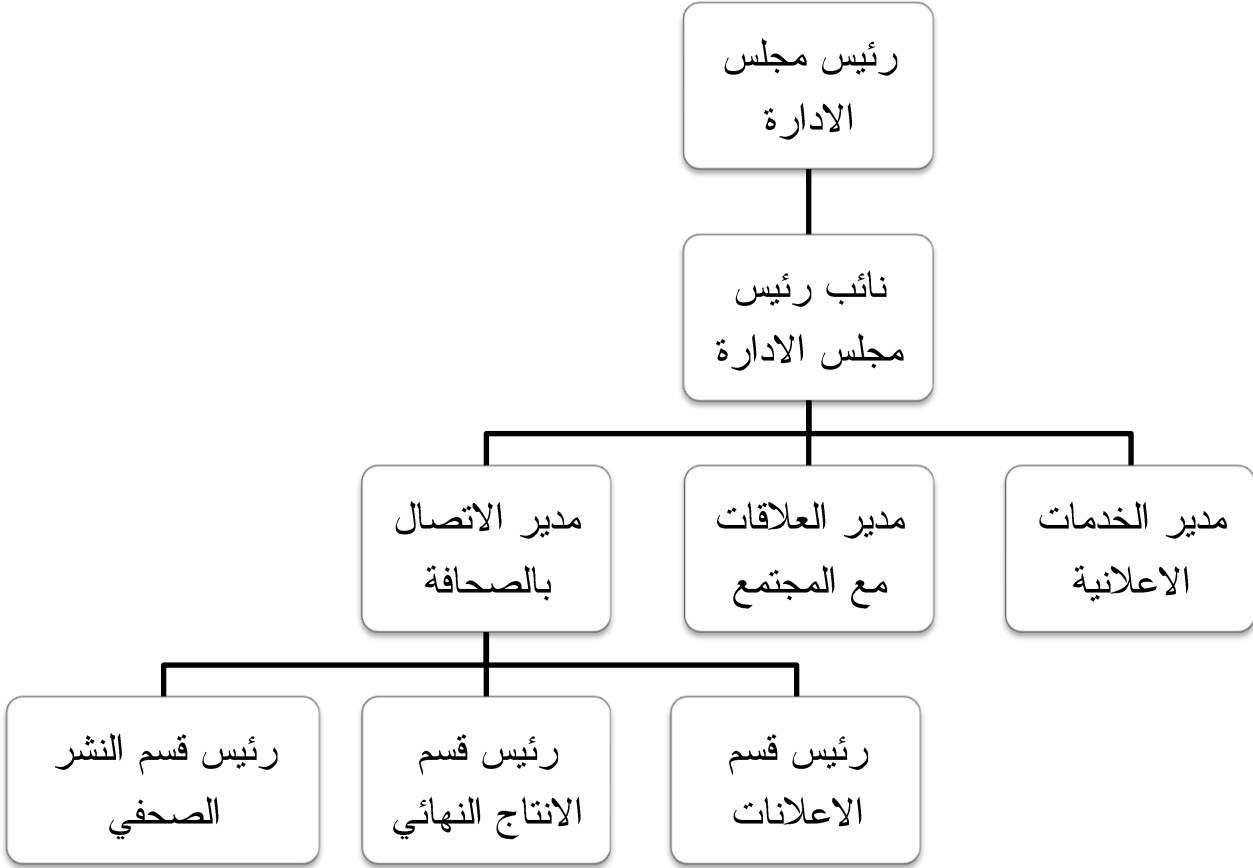 رئيس مجلس
الادارة
نائب رئيس
مجلس الادارة
مدير الخدمات
الاعلانية
مدير العلاقات
مع المجتمع
مدير الاتصال
بالصحافة
رئيس قسم
الاعلانات
رئيس قسم
الانتاج النهائي
رئيس قسم النشر
الصحفي